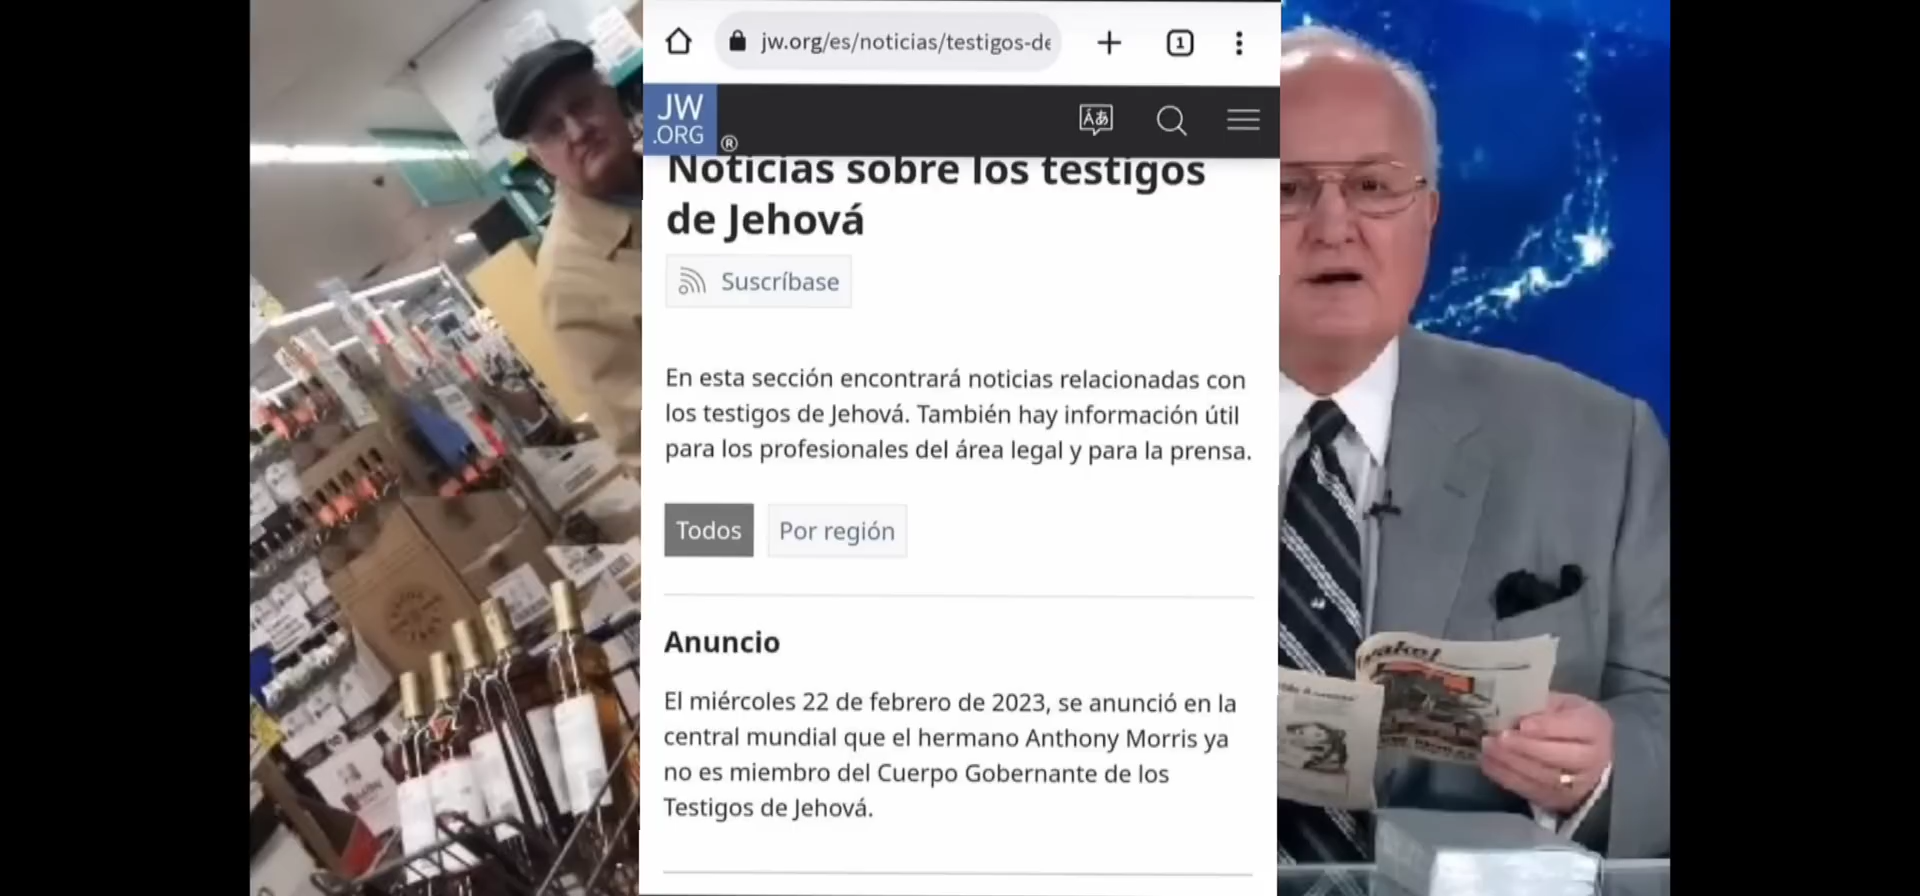 jw.org/es/noticias/testigos-de
1
JW
.ORG
®
Noticias sobre los testigos
de Jehová
Suscríbase
En esta sección encontrará noticias relacionadas con
los testigos de Jehová. También hay información útil
para los profesionales del área legal y para la prensa.
Todos
Por región
Anuncio
El miércoles 22 de febrero de 2023, se anunció en la
central mundial que el hermano Anthony Morris ya
no es miembro del Cuerpo Gobernante de los
Testigos de Jehová.